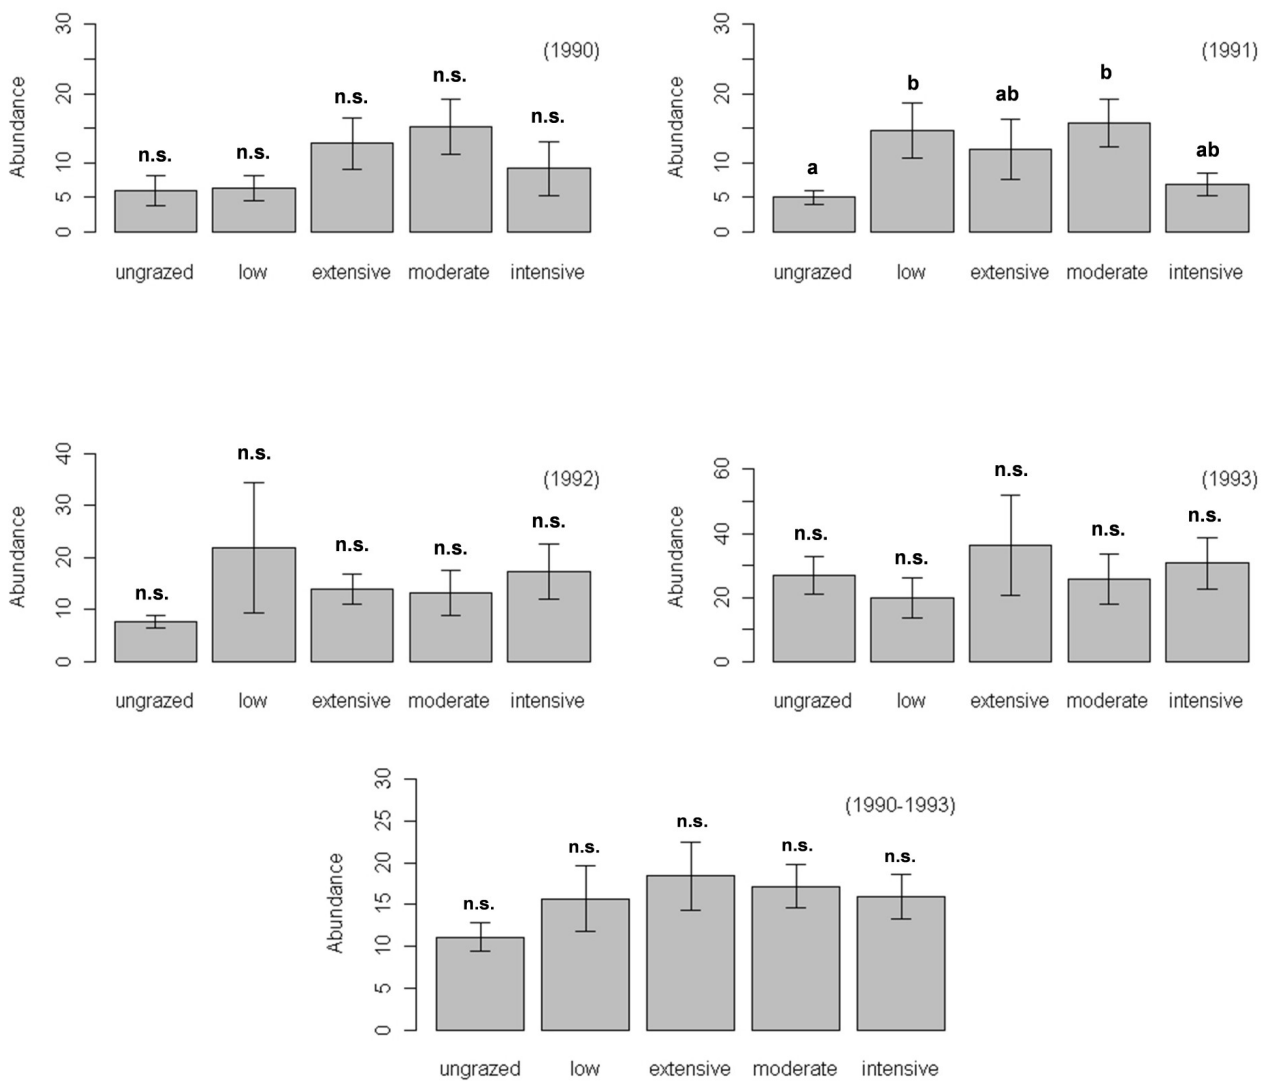 30
20
10
5
0
Abundance
(1990)
n.s.
n.s.
n.s.
n.s.
n.s.
ungrazed low extensive moderate intensive
30
20
10
5
0
Abundance
(1991)
a
b
ab
b
ab
ungrazed low extensive moderate intensive
40
30
20
10
0
Abundance
(1992)
n.s.
n.s.
n.s.
n.s.
n.s.
ungrazed low extensive moderate intensive
60
40
20
0
Abundance
(1993)
n.s.
n.s.
n.s.
n.s.
n.s.
ungrazed low extensive moderate intensive
30
25
20
15
10
5
0
Abundance
(1990-1993)
n.s.
n.s.
n.s.
n.s.
n.s.
ungrazed low extensive moderate intensive